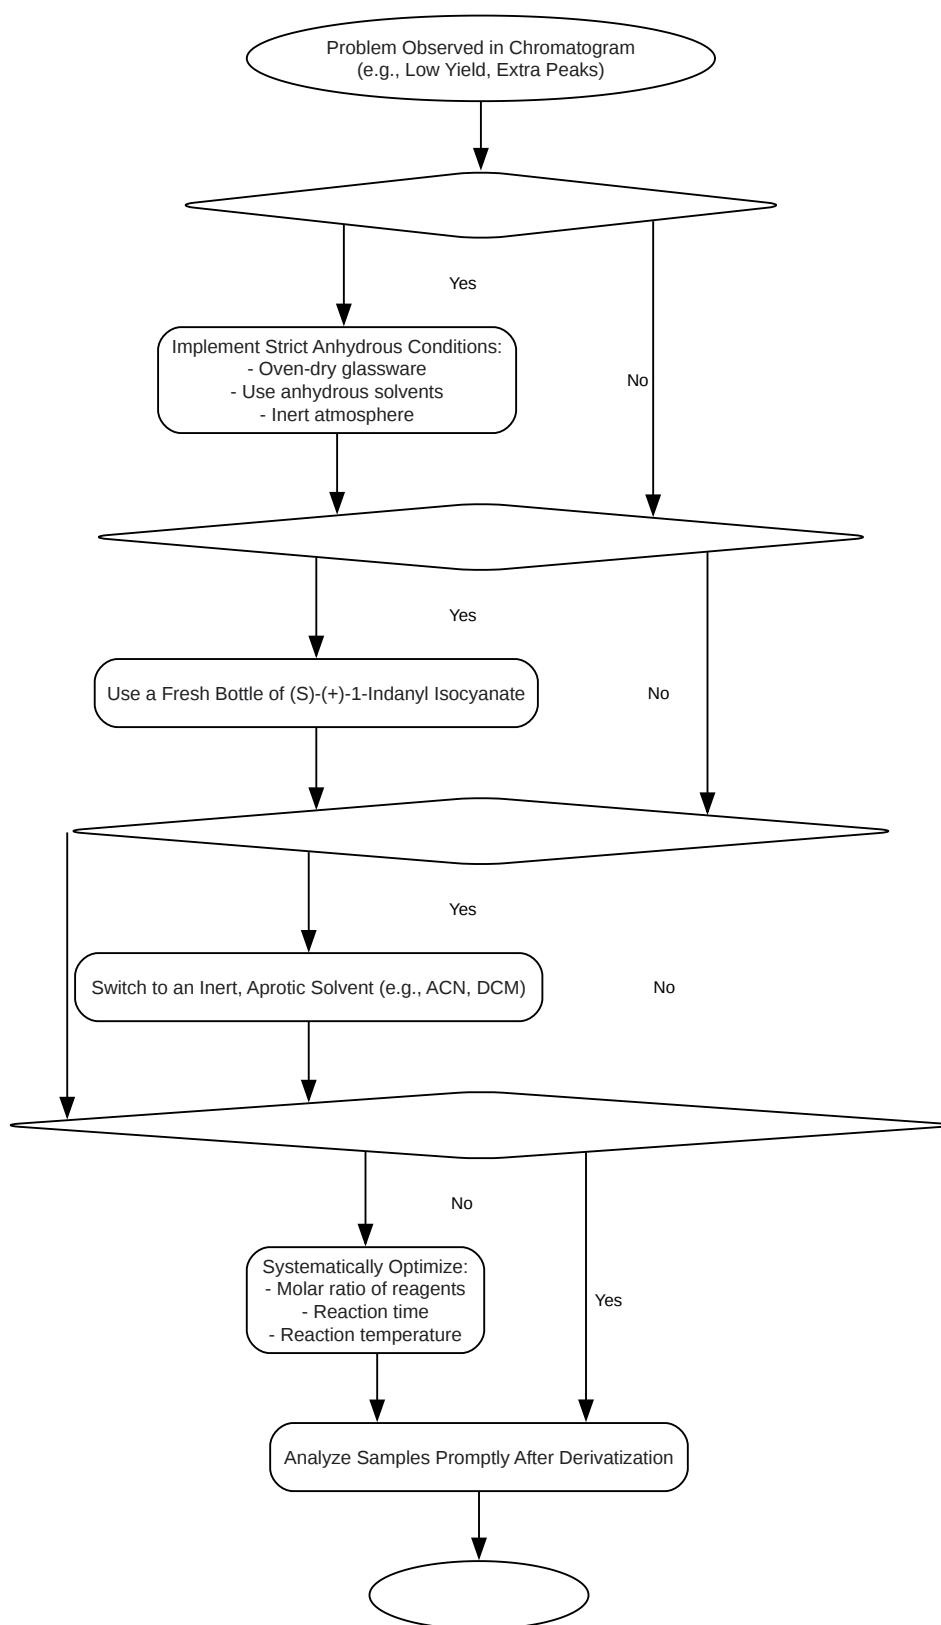 Problem Observed in Chromatogram
(e.g., Low Yield, Extra Peaks)
Yes
Implement Strict Anhydrous Conditions:
- Oven-dry glassware
- Use anhydrous solvents
- Inert atmosphere
No
Yes
Use a Fresh Bottle of (S)-(+)-1-Indanyl Isocyanate
No
Yes
Switch to an Inert, Aprotic Solvent (e.g., ACN, DCM)
No
No
Systematically Optimize:
- Molar ratio of reagents
- Reaction time
- Reaction temperature
Yes
Analyze Samples Promptly After Derivatization